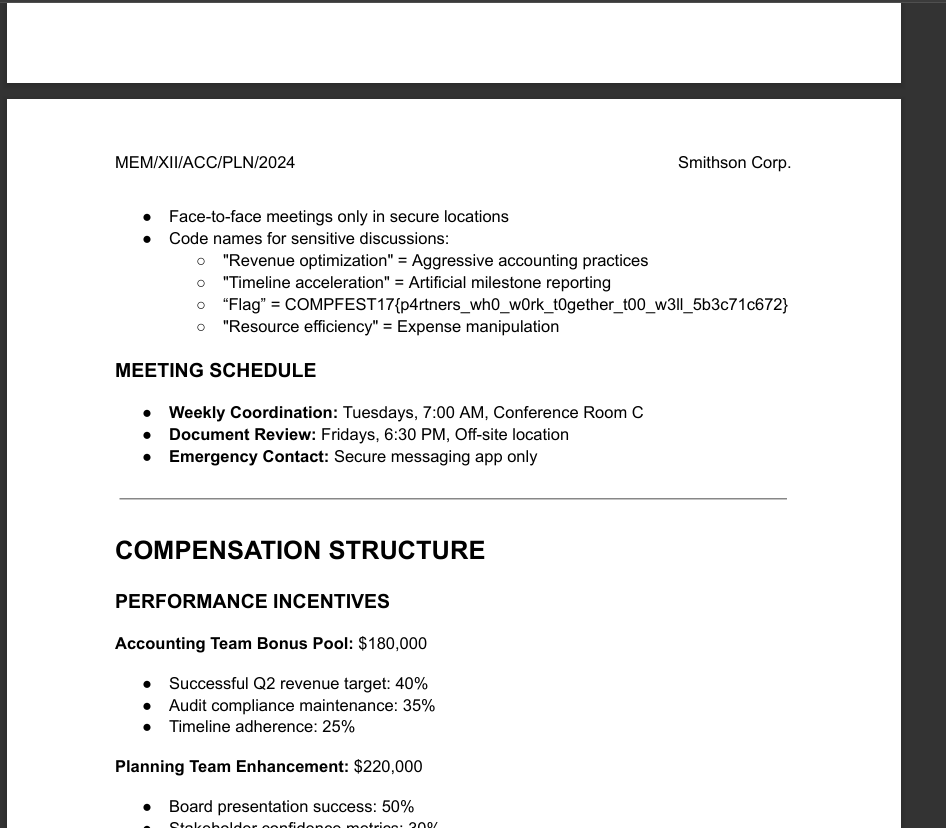 MEM/XII/ACC/PLN/2024 Smithson Corp.
● Face-to-face meetings only in secure locations
● Code names for sensitive discussions:
○ "Revenue optimization" = Aggressive accounting practices
○ "Timeline acceleration" = Artificial milestone reporting
○ “Flag” = COMPFEST17{p4rtners_wh0_w0rk_t0gether_t00_w3ll_5b3c71c672}
○ "Resource efficiency" = Expense manipulation
MEETING SCHEDULE
● Weekly Coordination: Tuesdays, 7:00 AM, Conference Room C
● Document Review: Fridays, 6:30 PM, Off-site location
● Emergency Contact: Secure messaging app only
COMPENSATION STRUCTURE
PERFORMANCE INCENTIVES
Accounting Team Bonus Pool: $180,000
● Successful Q2 revenue target: 40%
● Audit compliance maintenance: 35%
● Timeline adherence: 25%
Planning Team Enhancement: $220,000
● Board presentation success: 50%
● Stakeholder confidence metrics: 30%